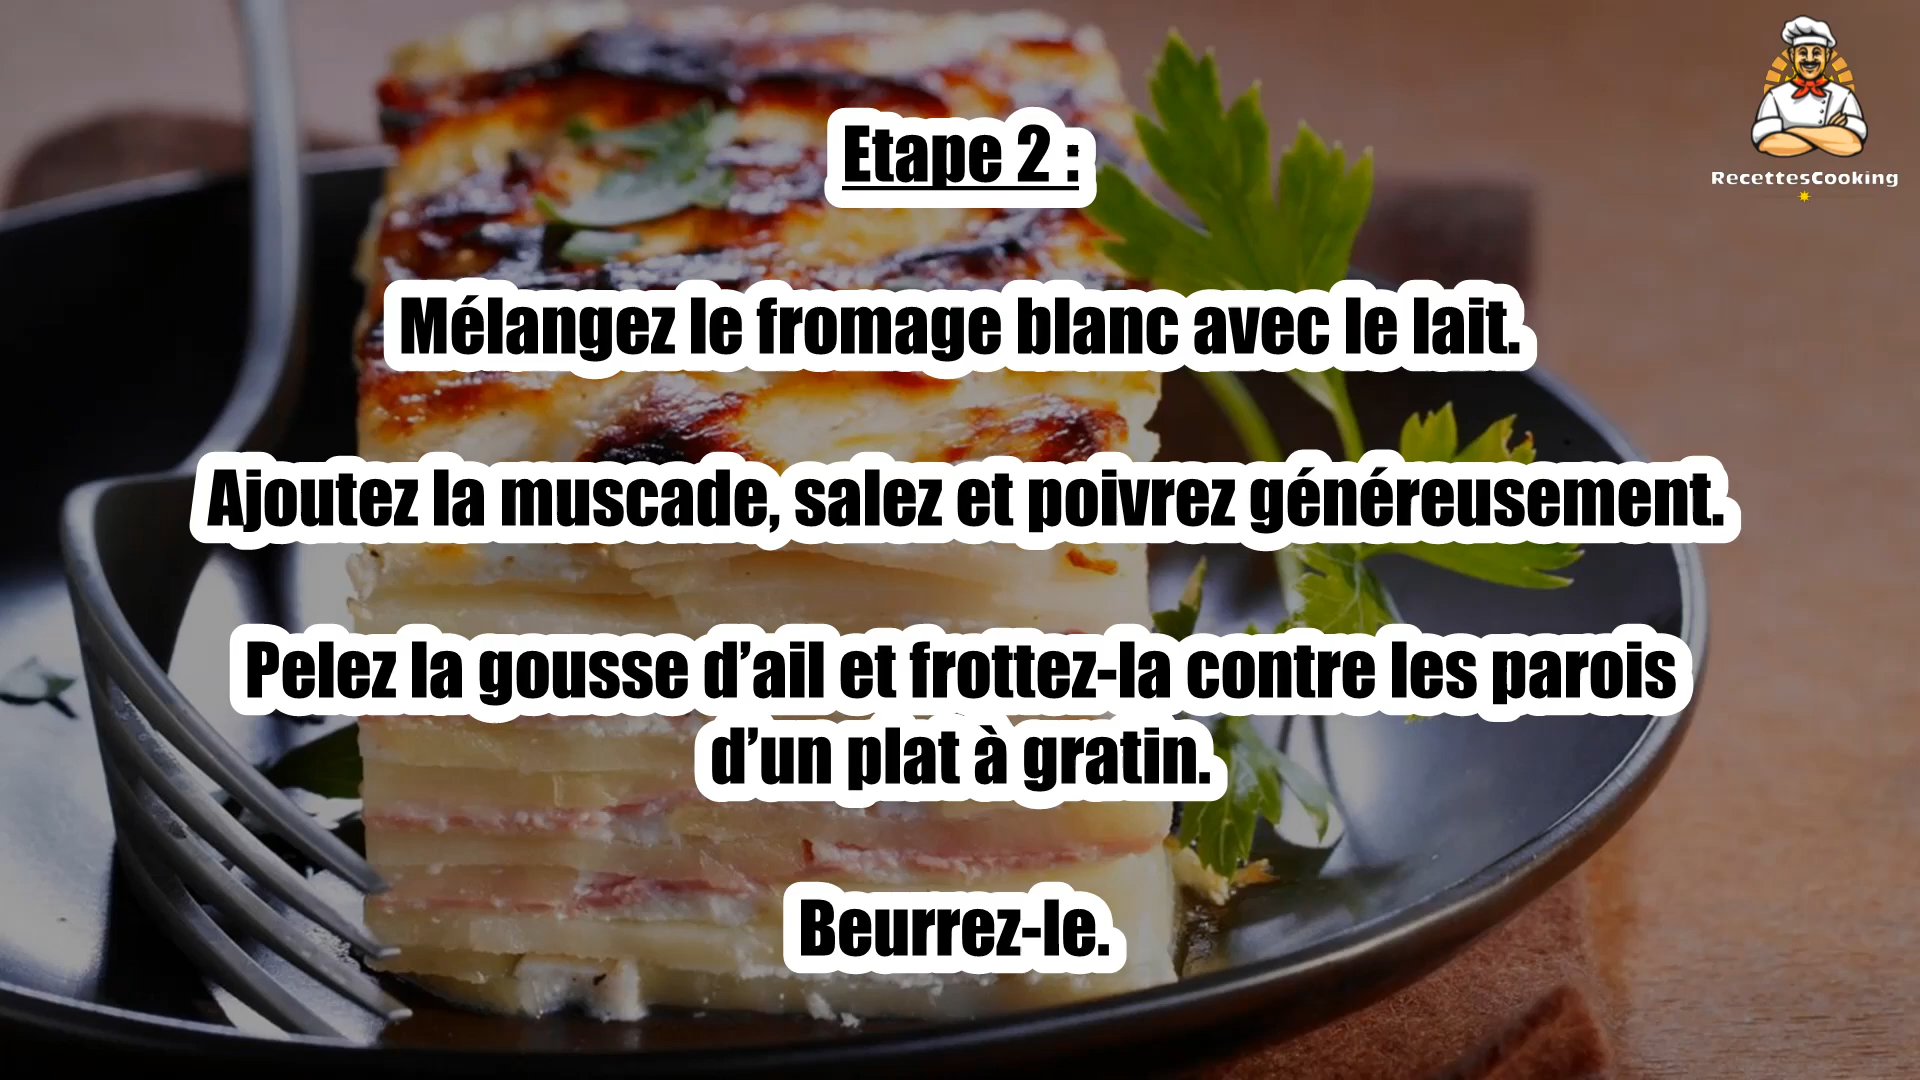 RecettesCooking
Etape 2 :
Mélangez le fromage blanc avec le lait.
Ajoutez la muscade, salez et poivrez généreusement.
Pelez la gousse d’ail et frottez-la contre les parois
d’un plat à gratin.
Beurrez-le.